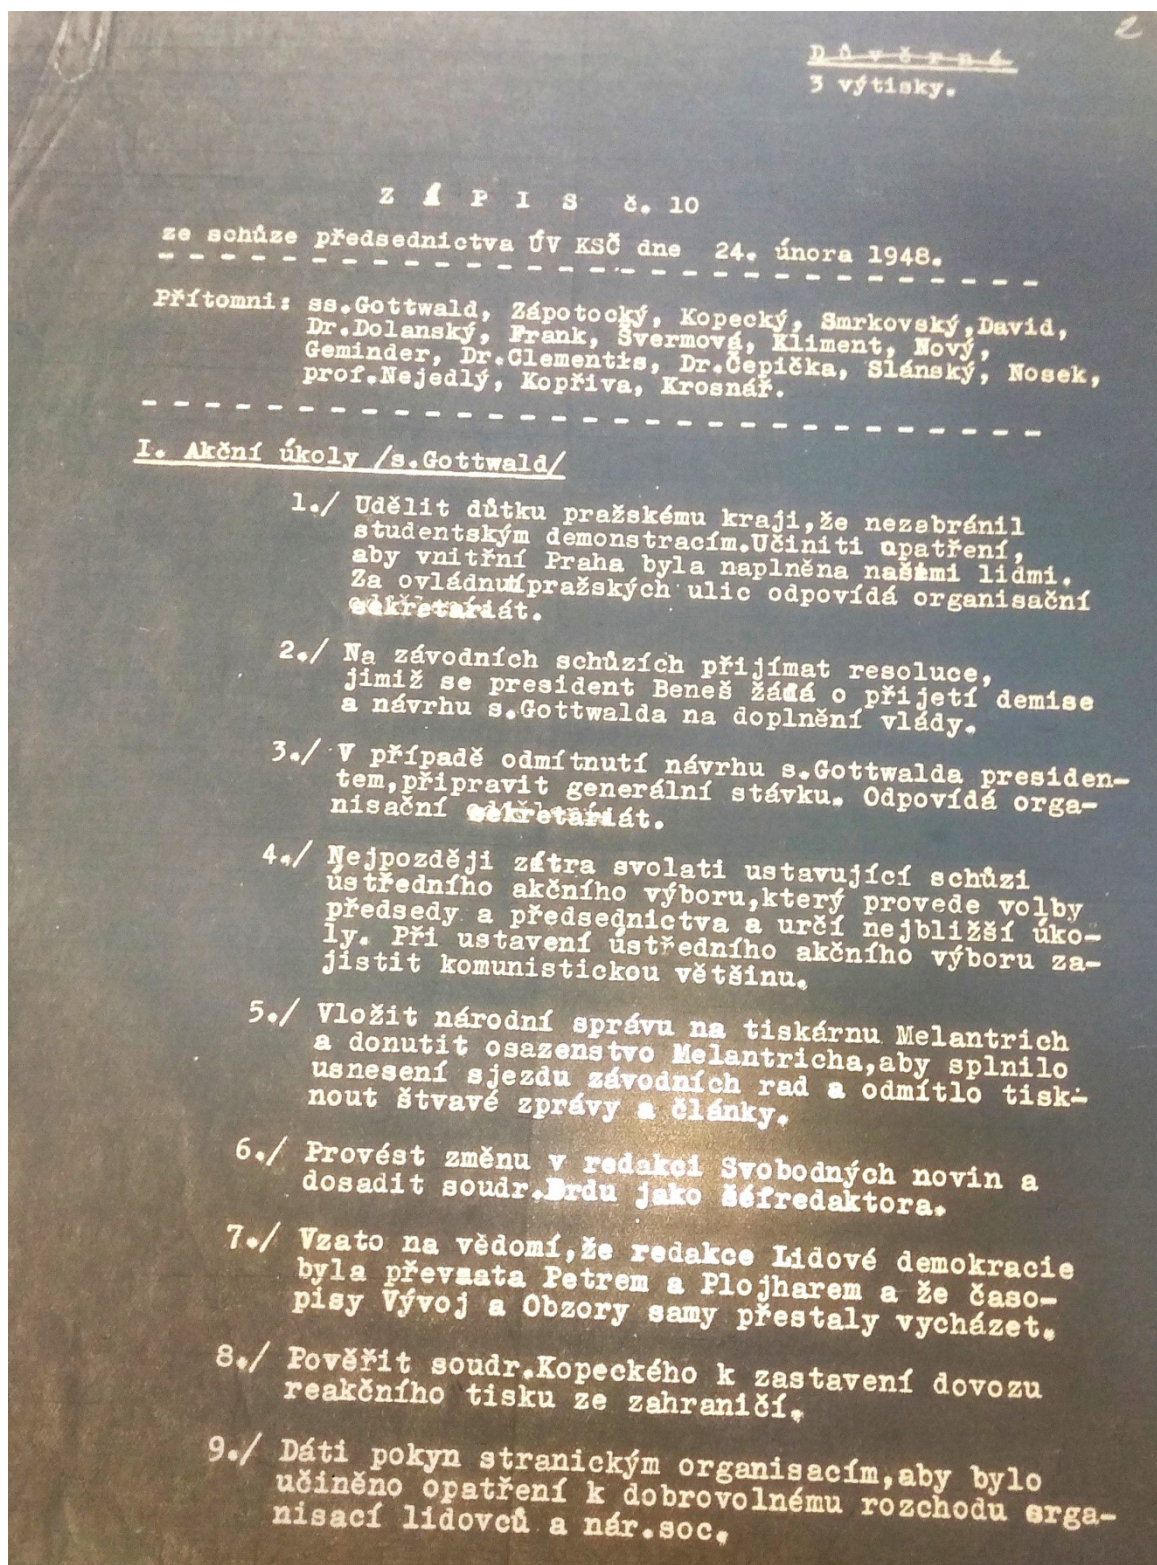 2
Důvěrné
3 výtisky.
Z Á P I S č. 10
ze schůze předsednictva ÚV KSČ dne 24. února 1948.
Přítomni: ss.Gottwald, Zápotocký, Kopecký, Smrkovský,David,
Dr.Dolanský, Frank, Švermová, Kliment, Nový,
Geminder, Dr.Clementis, Dr.Čepička, Slánský, Nosek,
prof.Nejedlý, Kopřiva, Krosnář.
I. Akční úkoly /s.Gottwald/
1./ Udělit důtku pražskému kraji,že nezabránil
studentským demonstracím.Učiniti opatření,
aby vnitřní Praha byla naplněna našimi lidmi.
Za ovládnutí pražských ulic odpovídá organisační
sekretariát.
2./ Na závodních schůzích přijímat resoluce,
jimiž se president Beneš žádá o přijetí demise
a návrhu s.Gottwalda na doplnění vlády.
3./ V případě odmítnutí návrhu s.Gottwalda presiden-
tem,připravit generální stávku. Odpovídá orga-
nisační sekretariát.
4./ Nejpozději zítra svolati ustavující schůzi
ústředního akčního výboru,který provede volby
předsedy a předsednictva a určí nejbližší úko-
ly. Při ustavení ústředního akčního výboru za-
jistit komunistickou většinu.
5./ Vložit národní správu na tiskárnu Melantrich
a donutit osazenstvo Melantricha,aby splnilo
usnesení sjezdu závodních rad a odmítlo tisk-
nout štvavé zprávy a články.
6./ Provést změnu v redakci Svobodných novin a
dosadit soudr.Drdu jako šéfredaktora.
7./ Vzato na vědomí,že redakce Lidové demokracie
byla převzata Petrem a Plojharem a že časo-
pisy Vývoj a Obzory samy přestaly vycházet.
8./ Pověřit soudr.Kopeckého k zastavení dovozu
reakčního tisku ze zahraničí.
9./ Dáti pokyn stranickým organisacím,aby bylo
učiněno opatření k dobrovolnému rozchodu orga-
nisací lidovců a nár.soc.